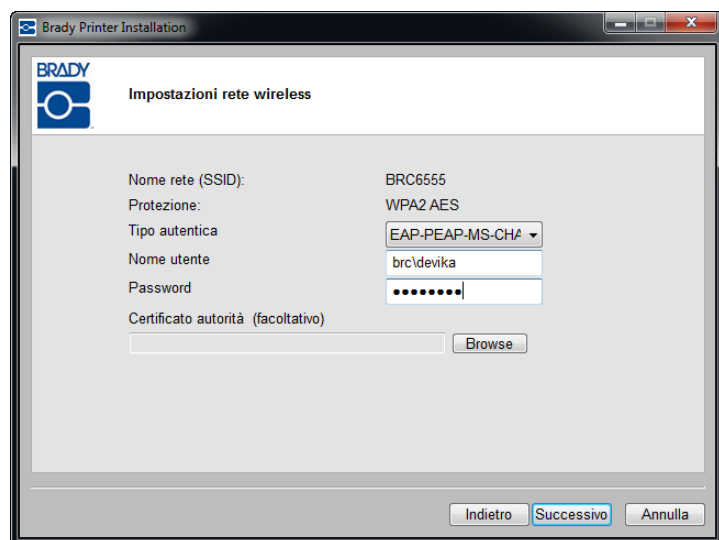 Brady Printer Installation
BRADY
Impostazioni rete wireless
Nome rete (SSID): BRC6555
Protezione: WPA2 AES
Tipo autentica EAP-PEAP-MS-CHA
Nome utente brc\devika
Password ●●●●●●●●
Certificato autorità (facoltativo)
Browse
Indietro Successivo Annulla